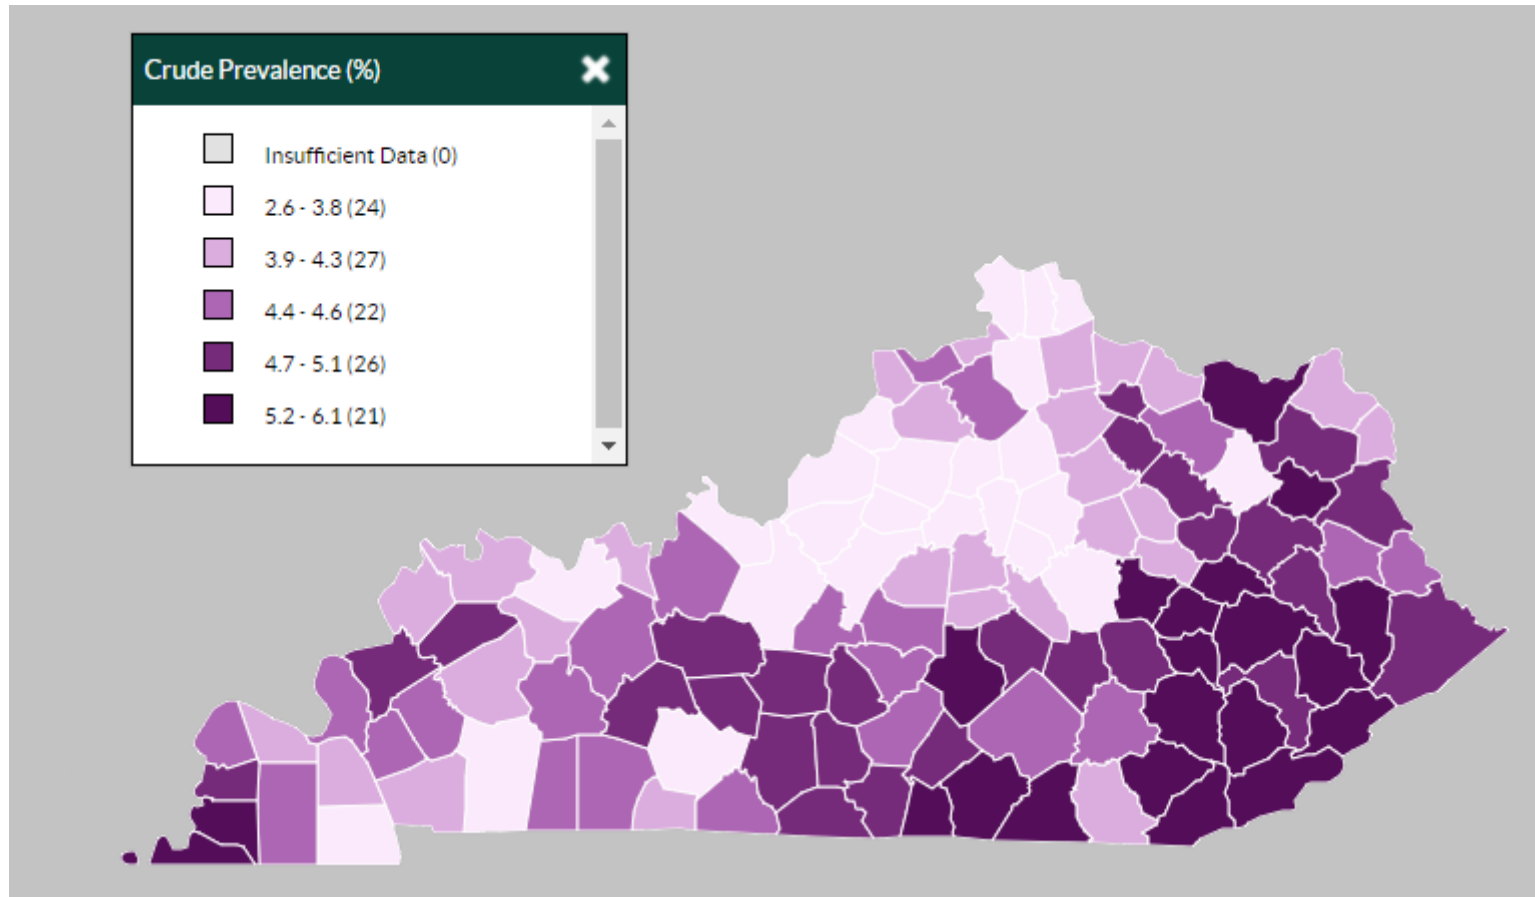 Crude Prevalence (%)
Insufficient Data (0)
2.6 - 3.8 (24)
3.9 - 4.3 (27)
4.4 - 4.6 (22)
4.7 - 5.1 (26)
5.2 - 6.1 (21)